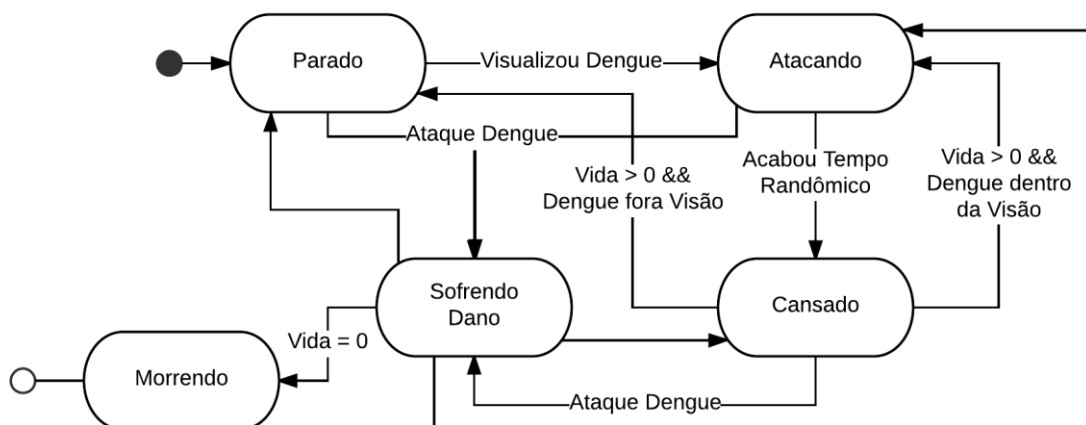 Parado
Visualizou Dengue
Atacando
Ataque Dengue
Acabou Tempo
Randômico
Vida > 0 &&
Dengue fora Visão
Vida > 0 &&
Dengue dentro
da Visão
Sofrendo
Dano
Cansado
Vida = 0
Morrendo
Ataque Dengue